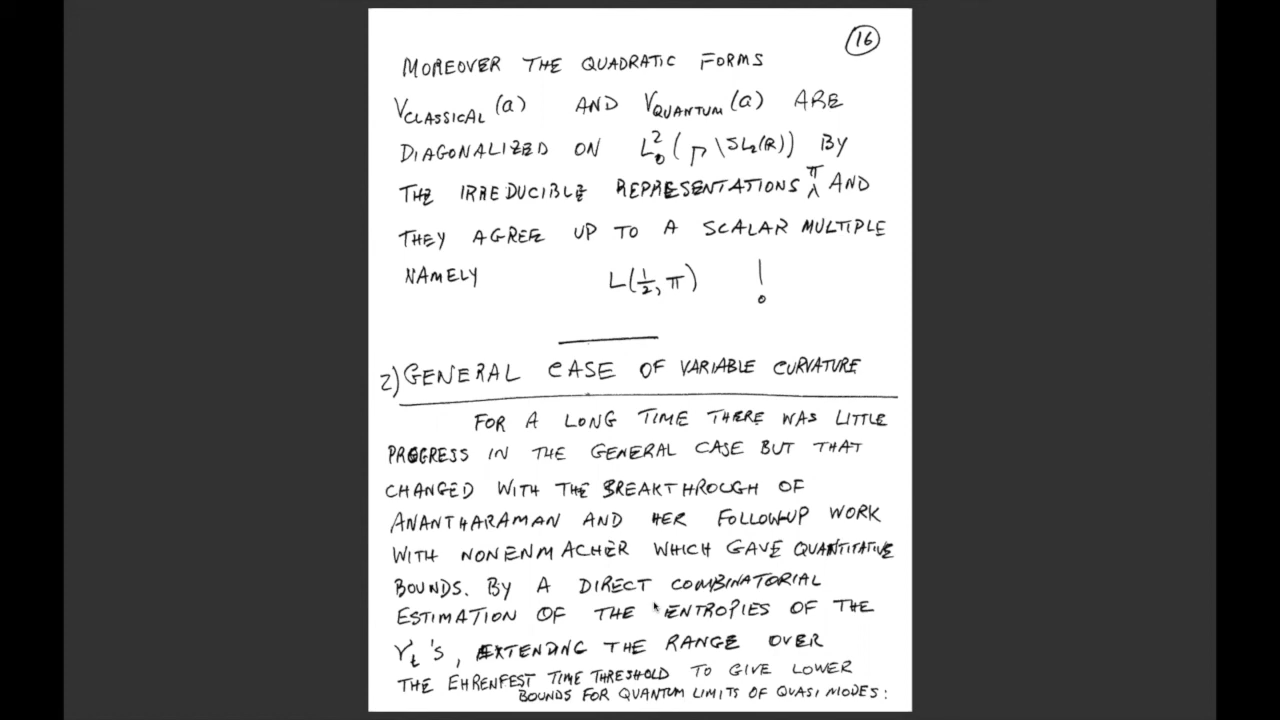 16
MOREOVER THE QUADRATIC FORMS
V_CLASSICAL (a) AND V_QUANTUM (a) ARE
DIAGONALIZED ON L²₀(Γ\SL₂(R)) BY
THE IRREDUCIBLE REPRESENTATIONS π_λ AND
THEY AGREE UP TO A SCALAR MULTIPLE
NAMELY L(1/2, π) !
2) GENERAL CASE OF VARIABLE CURVATURE
FOR A LONG TIME THERE WAS LITTLE
PROGRESS IN THE GENERAL CASE BUT THAT
CHANGED WITH THE BREAKTHROUGH OF
ANANTHARAMAN AND HER FOLLOW-UP WORK
WITH NONENMACHER WHICH GAVE QUANTITATIVE
BOUNDS. BY A DIRECT COMBINATORIAL
ESTIMATION OF THE ENTROPIES OF THE
ν_t'S, EXTENDING THE RANGE OVER
THE EHRENFEST TIME THRESHOLD TO GIVE LOWER
BOUNDS FOR QUANTUM LIMITS OF QUASI MODES: